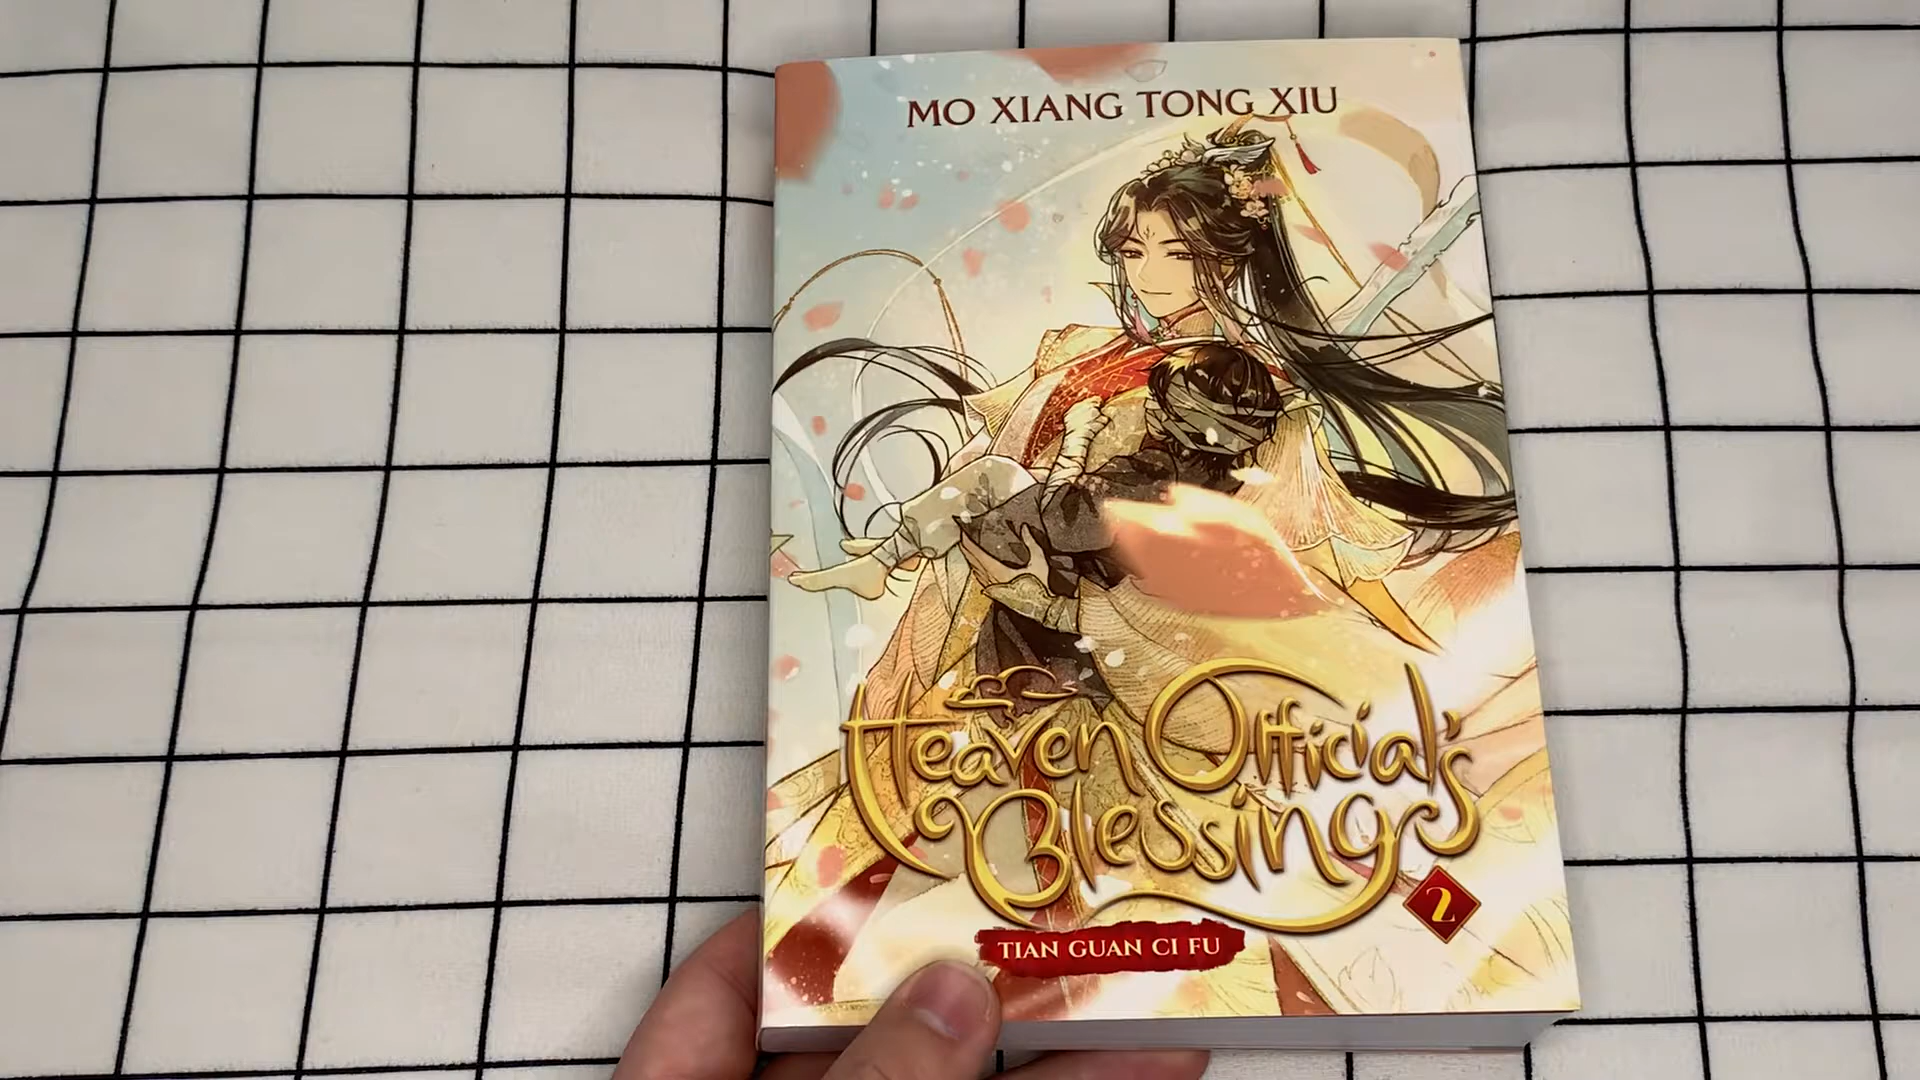 MO XIANG TONG XIU
Heaven Official's
Blessing
2
TIAN GUAN CI FU